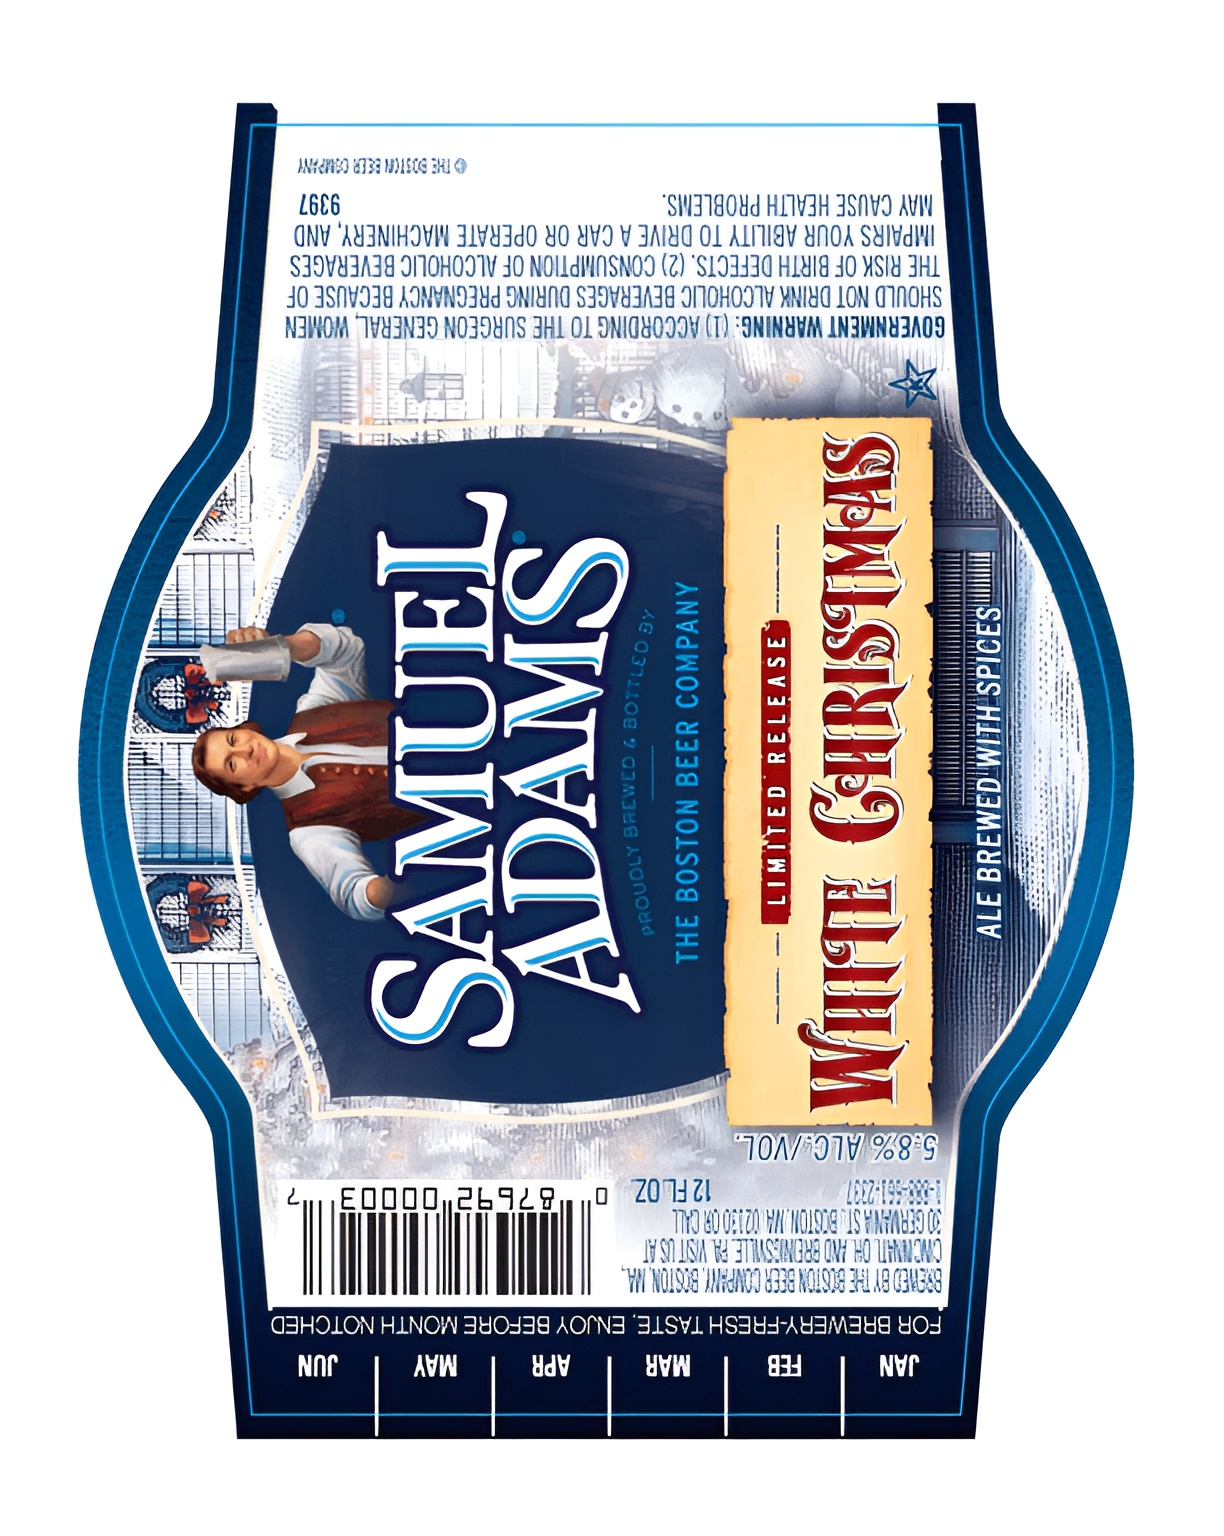 SAMUEL
ADAMS
PROUDLY BREWED & BOTTLED BY
THE BOSTON BEER COMPANY
LIMITED RELEASE
WHITE CHRISTMAS
ALE BREWED WITH SPICES
GOVERNMENT WARNING: (1) ACCORDING TO THE SURGEON GENERAL, WOMEN
SHOULD NOT DRINK ALCOHOLIC BEVERAGES DURING PREGNANCY BECAUSE OF
THE RISK OF BIRTH DEFECTS. (2) CONSUMPTION OF ALCOHOLIC BEVERAGES
IMPAIRS YOUR ABILITY TO DRIVE A CAR OR OPERATE MACHINERY, AND
MAY CAUSE HEALTH PROBLEMS. 9397
© THE BOSTON BEER COMPANY
5.8% ALC./VOL.
12 FL OZ
BREWED BY THE BOSTON BEER COMPANY, BOSTON, MA,
CINCINNATI, OH, AND BREINIGSVILLE, PA. VISIT US AT
30 GERMANIA ST., BOSTON, MA 02130 OR CALL
1-888-661-2337
0 87692 00003 7
FOR BREWERY-FRESH TASTE, ENJOY BEFORE MONTH NOTCHED
JAN FEB MAR APR MAY JUN